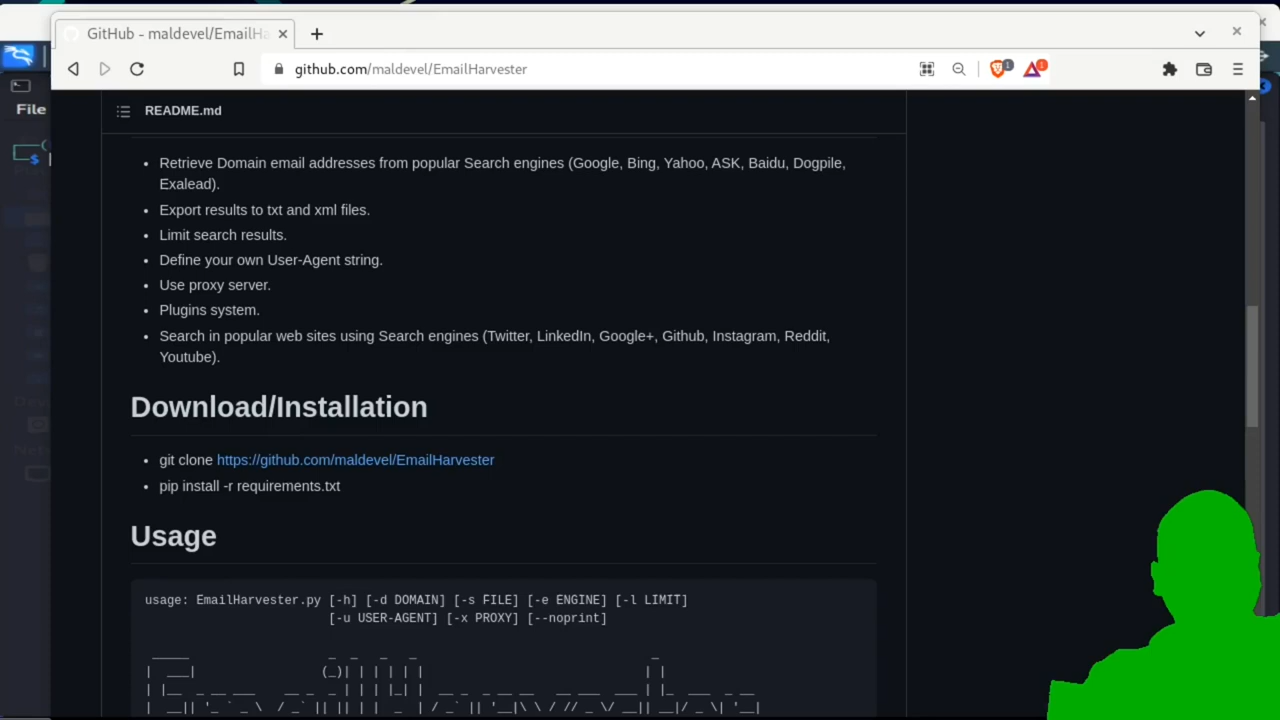 GitHub - maldevel/EmailHa
github.com/maldevel/EmailHarvester
1
1
File
README.md
• Retrieve Domain email addresses from popular Search engines (Google, Bing, Yahoo, ASK, Baidu, Dogpile,
Exalead).
• Export results to txt and xml files.
• Limit search results.
• Define your own User-Agent string.
• Use proxy server.
• Plugins system.
• Search in popular web sites using Search engines (Twitter, LinkedIn, Google+, Github, Instagram, Reddit,
Youtube).
Download/Installation
• git clone https://github.com/maldevel/EmailHarvester
• pip install -r requirements.txt
Usage
usage: EmailHarvester.py [-h] [-d DOMAIN] [-s FILE] [-e ENGINE] [-l LIMIT]
[-u USER-AGENT] [-x PROXY] [--noprint]